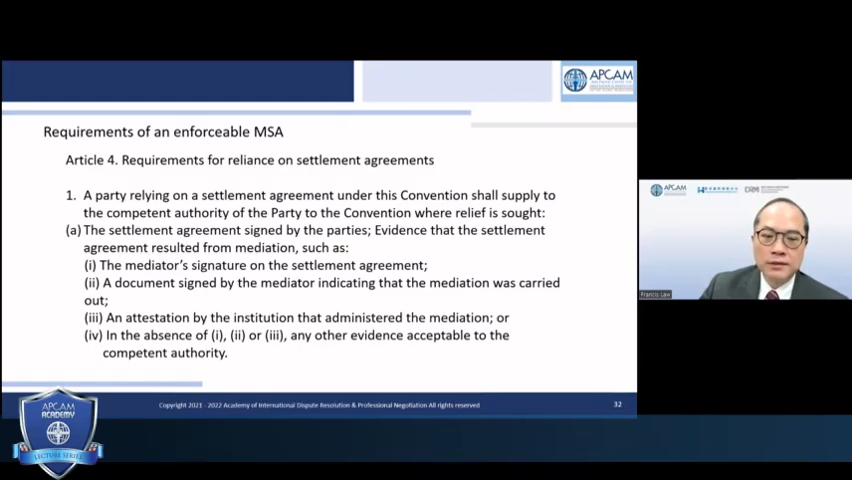 APCAM
Requirements of an enforceable MSA
Article 4. Requirements for reliance on settlement agreements
1. A party relying on a settlement agreement under this Convention shall supply to
the competent authority of the Party to the Convention where relief is sought:
(a) The settlement agreement signed by the parties; Evidence that the settlement
agreement resulted from mediation, such as:
(i) The mediator's signature on the settlement agreement;
(ii) A document signed by the mediator indicating that the mediation was carried
out;
(iii) An attestation by the institution that administered the mediation; or
(iv) In the absence of (i), (ii) or (iii), any other evidence acceptable to the
competent authority.
Copyright 2021 - 2022 Academy of International Dispute Resolution & Professional Negotiation All rights reserved
32
APCAM
ACADEMY
LECTURE SERIES
APCAM
Francis Law